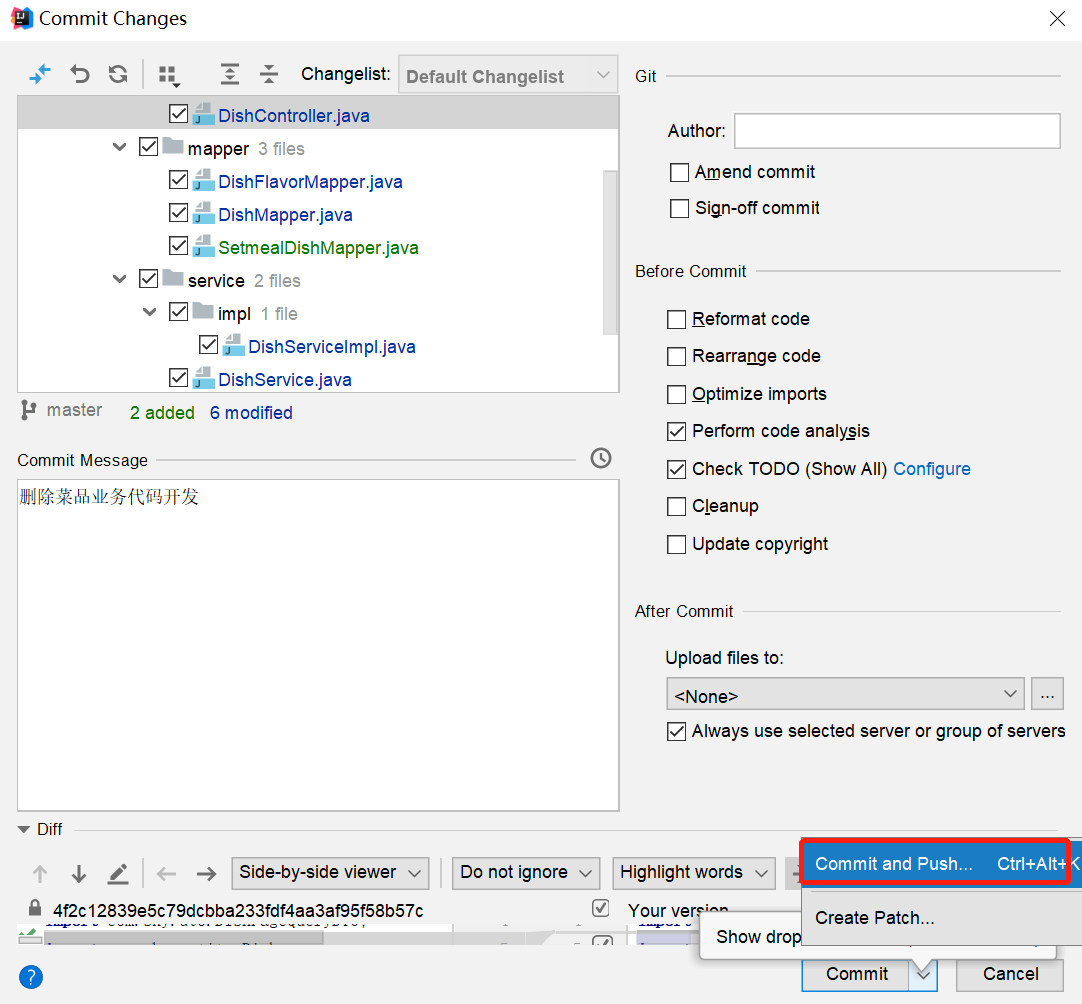 Commit Changes
Changelist: Default Changelist
DishController.java
mapper 3 files
DishFlavorMapper.java
DishMapper.java
SetmealDishMapper.java
service 2 files
impl 1 file
DishServiceImpl.java
DishService.java
master 2 added 6 modified
Commit Message
删除菜品业务代码开发
Git
Author:
Amend commit
Sign-off commit
Before Commit
Reformat code
Rearrange code
Optimize imports
Perform code analysis
Check TODO (Show All) Configure
Cleanup
Update copyright
After Commit
Upload files to:
<None>
...
Always use selected server or group of servers
Diff
Side-by-side viewer Do not ignore Highlight words
Commit and Push... Ctrl+Alt+K
4f2c12839e5c79dcbba233fdf4aa3af95f58b57c Your version
Create Patch...
Show drop
? Commit Cancel